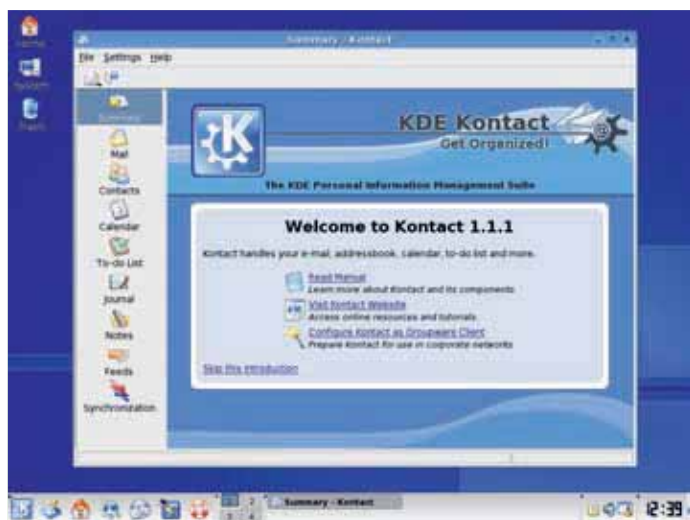 Home
System
Trash
Summary - Kontact
File Settings Help
Summary
Mail
Contacts
Calendar
To-do List
Journal
Notes
Feeds
Synchronization
KDE Kontact
Get Organized!
The KDE Personal Information Management Suite
Welcome to Kontact 1.1.1
Kontact handles your e-mail, addressbook, calendar, to-do list and more.
Read Manual
Learn more about Kontact and its components
Visit Kontact Website
Access online resources and tutorials
Configure Kontact as Groupware Client
Prepare Kontact for use in corporate networks
Skip this introduction
Summary - Kontact
12:39